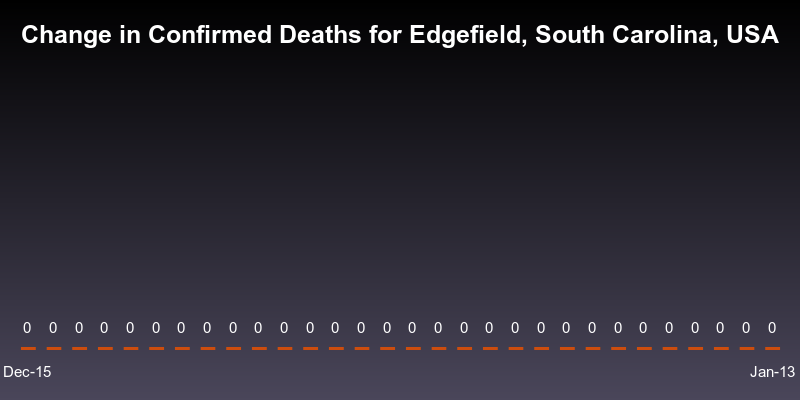 Change in Confirmed Deaths for Edgefield, South Carolina, USA
0 0 0 0 0 0 0 0 0 0 0 0 0 0 0 0 0 0 0 0 0 0 0 0 0 0 0 0 0 0
Dec-15 Jan-13